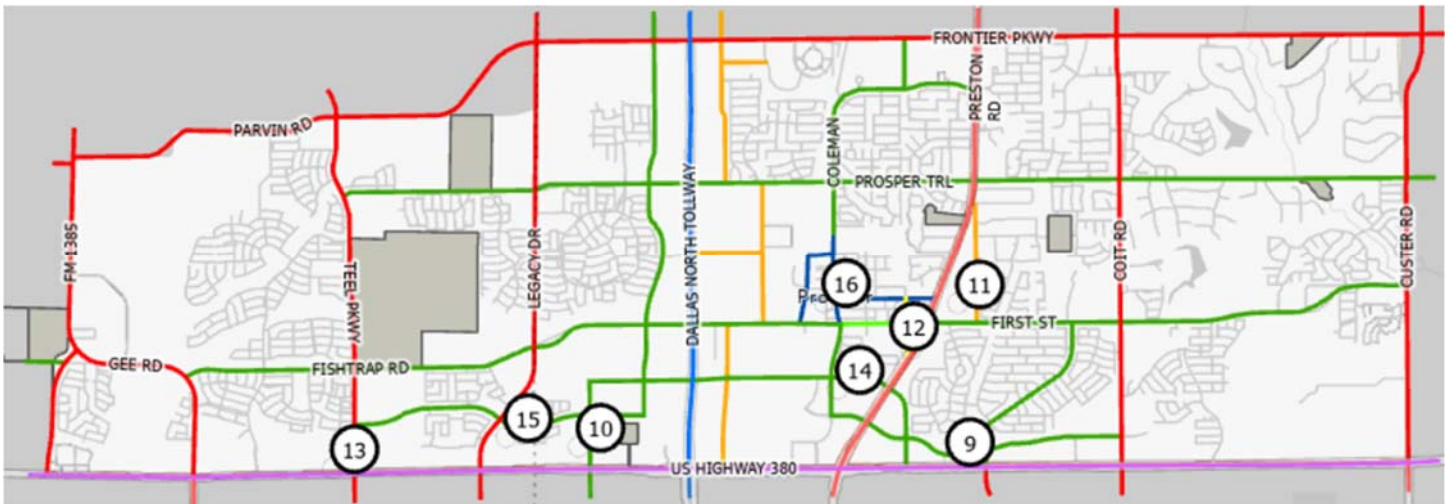 FRONTIER PKWY
PRESTON
RD
PARVIN RD
COLEMAN
PROSPER TRL
FM 1385
TEEL PKWY
LEGACY DR
DALLAS NORTH TOLLWAY
COIT RD
CUSTER RD
16
11
12
FIRST ST
GEE RD
FISHTRAP RD
14
15
10
13
9
US HIGHWAY 380